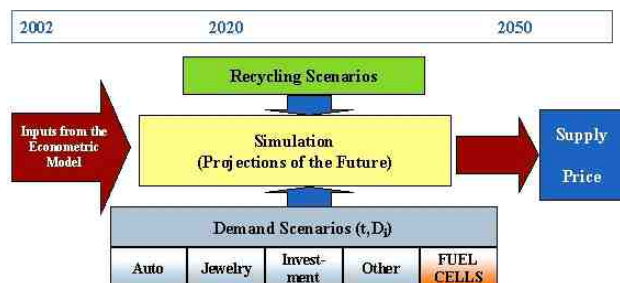 2002 2020 2050
Recycling Scenarios
Inputs from the
Econometric
Model
Simulation
(Projections of the Future)
Supply
Price
Demand Scenarios (t,Di)
Auto
Jewelry
Invest-
ment
Other
FUEL
CELLS